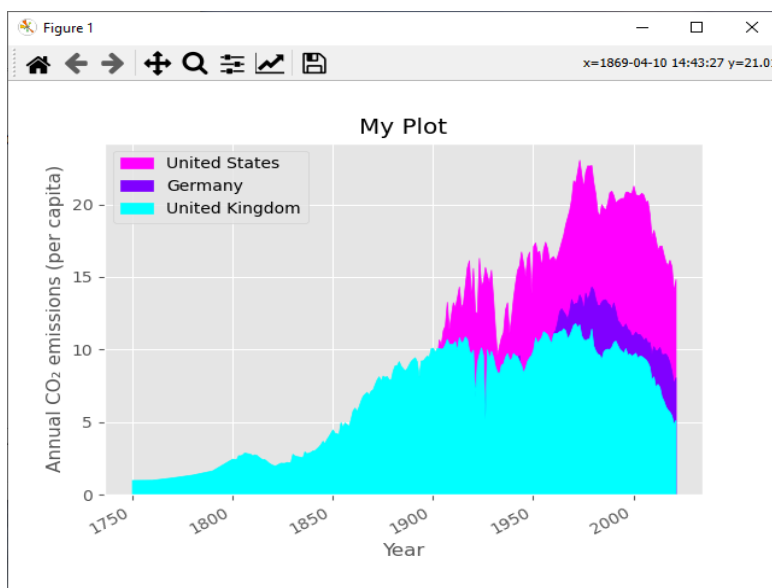 Figure 1
x=1869-04-10 14:43:27 y=21.01
My Plot
United States
Germany
United Kingdom
Annual CO₂ emissions (per capita)
20
15
10
5
0
1750
1800
1850
1900
1950
2000
Year